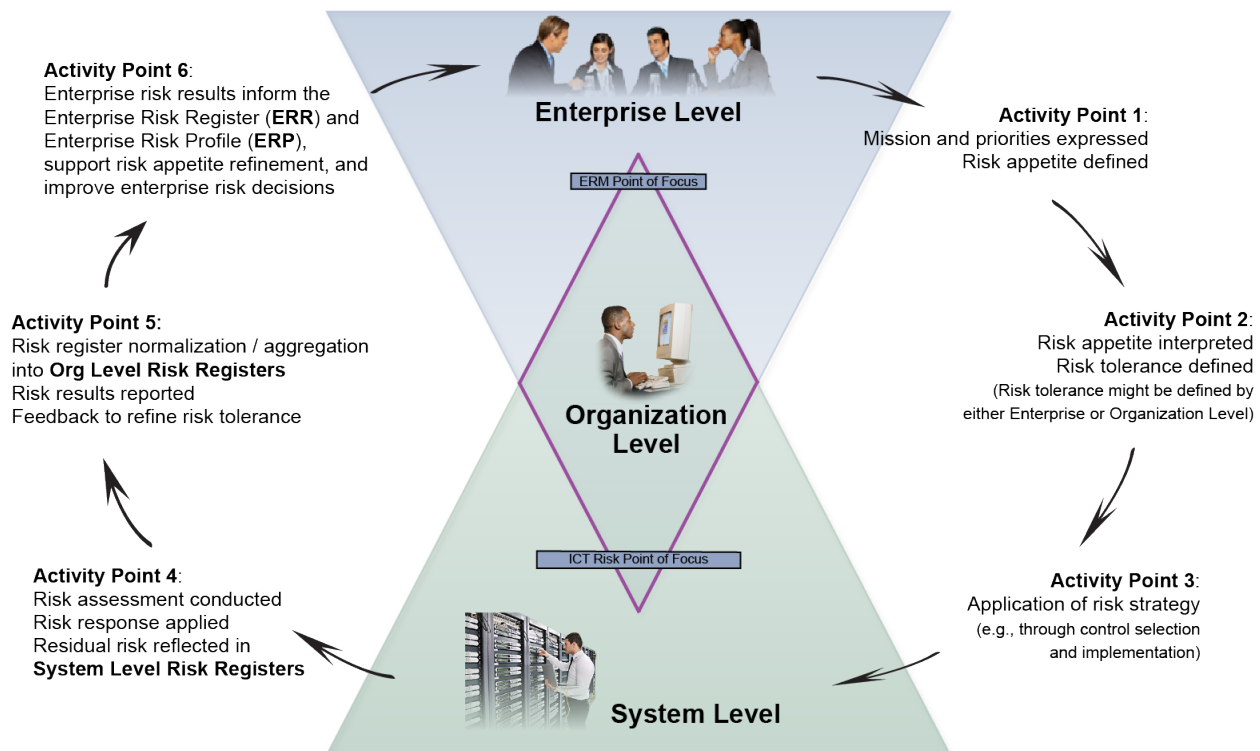 Enterprise Level
ERM Point of Focus
Organization
Level
ICT Risk Point of Focus
System Level
Activity Point 1:
Mission and priorities expressed
Risk appetite defined
Activity Point 2:
Risk appetite interpreted
Risk tolerance defined
(Risk tolerance might be defined by
either Enterprise or Organization Level)
Activity Point 3:
Application of risk strategy
(e.g., through control selection
and implementation)
Activity Point 4:
Risk assessment conducted
Risk response applied
Residual risk reflected in
System Level Risk Registers
Activity Point 5:
Risk register normalization / aggregation
into Org Level Risk Registers
Risk results reported
Feedback to refine risk tolerance
Activity Point 6:
Enterprise risk results inform the
Enterprise Risk Register (ERR) and
Enterprise Risk Profile (ERP),
support risk appetite refinement, and
improve enterprise risk decisions